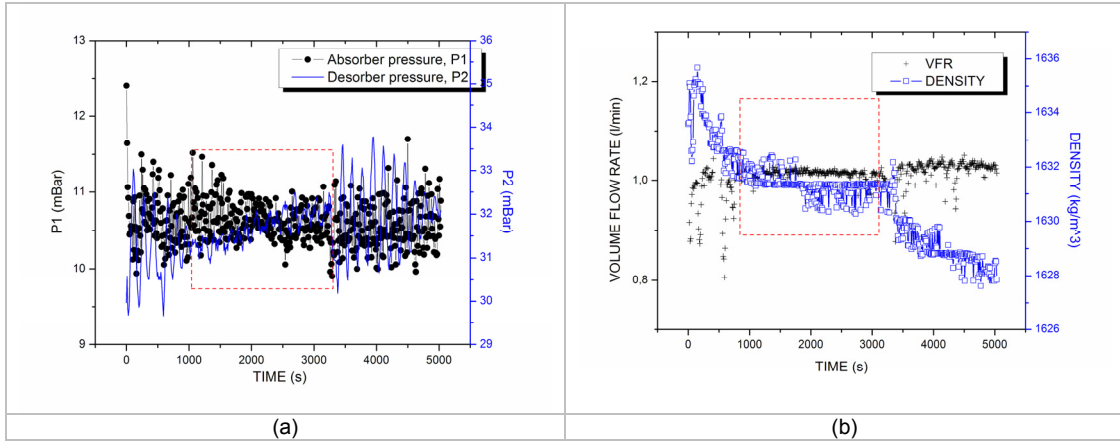 13
12
11
10
9
P1 (mBar)
Absorber pressure, P1
Desorber pressure, P2
36
35
34
33
32
31
30
29
P2 (mBar)
0
1000
2000
3000
4000
5000
TIME (s)
(a)
1,2
1,0
0,8
VOLUME FLOW RATE (l/min)
VFR
DENSITY
1636
1634
1632
1630
1628
1626
DENSITY (kg/m^3)
0
1000
2000
3000
4000
5000
TIME (s)
(b)